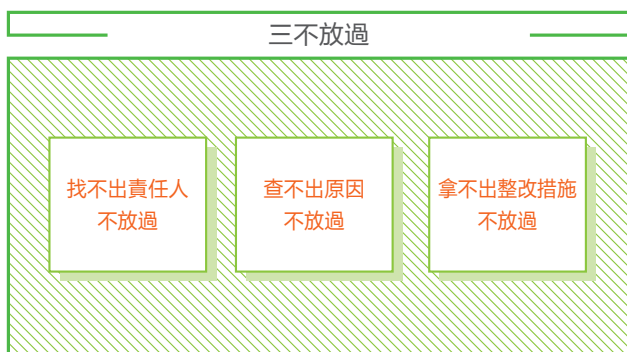 三不放過
找不出責任人
不放過
查不出原因
不放過
拿不出整改措施
不放過